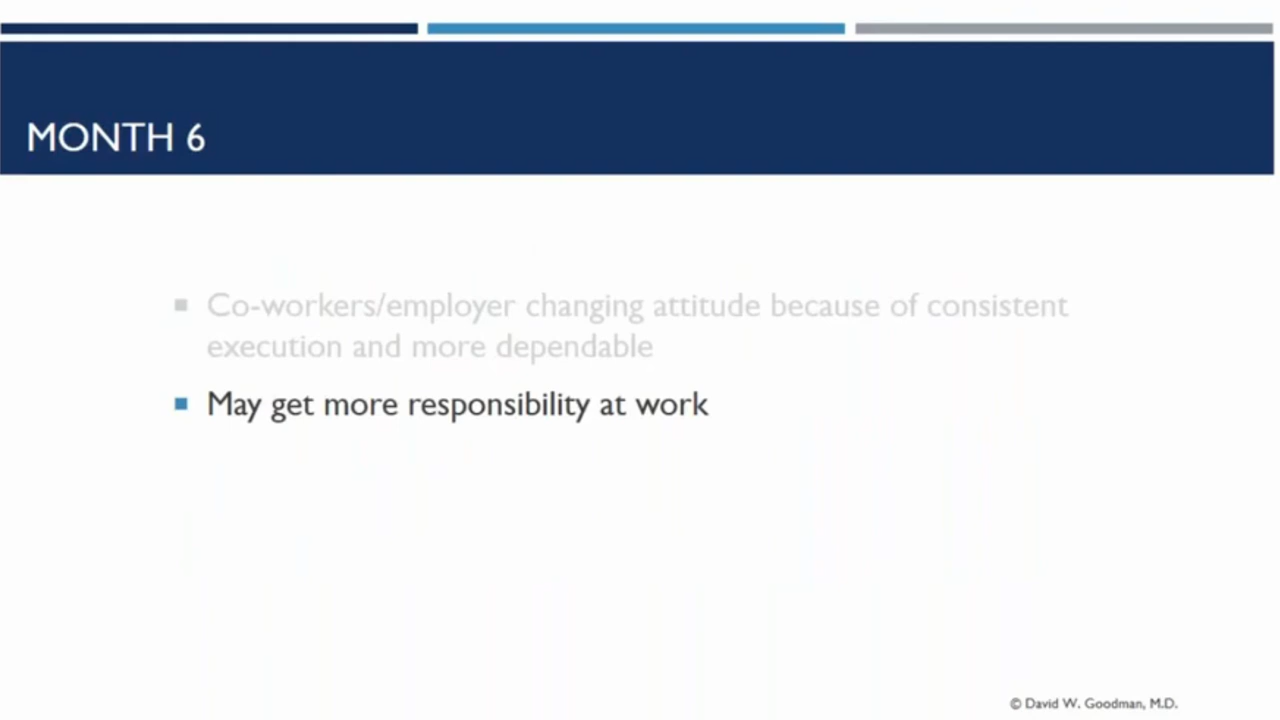 MONTH 6
Co-workers/employer changing attitude because of consistent
execution and more dependable
May get more responsibility at work
© David W. Goodman, M.D.